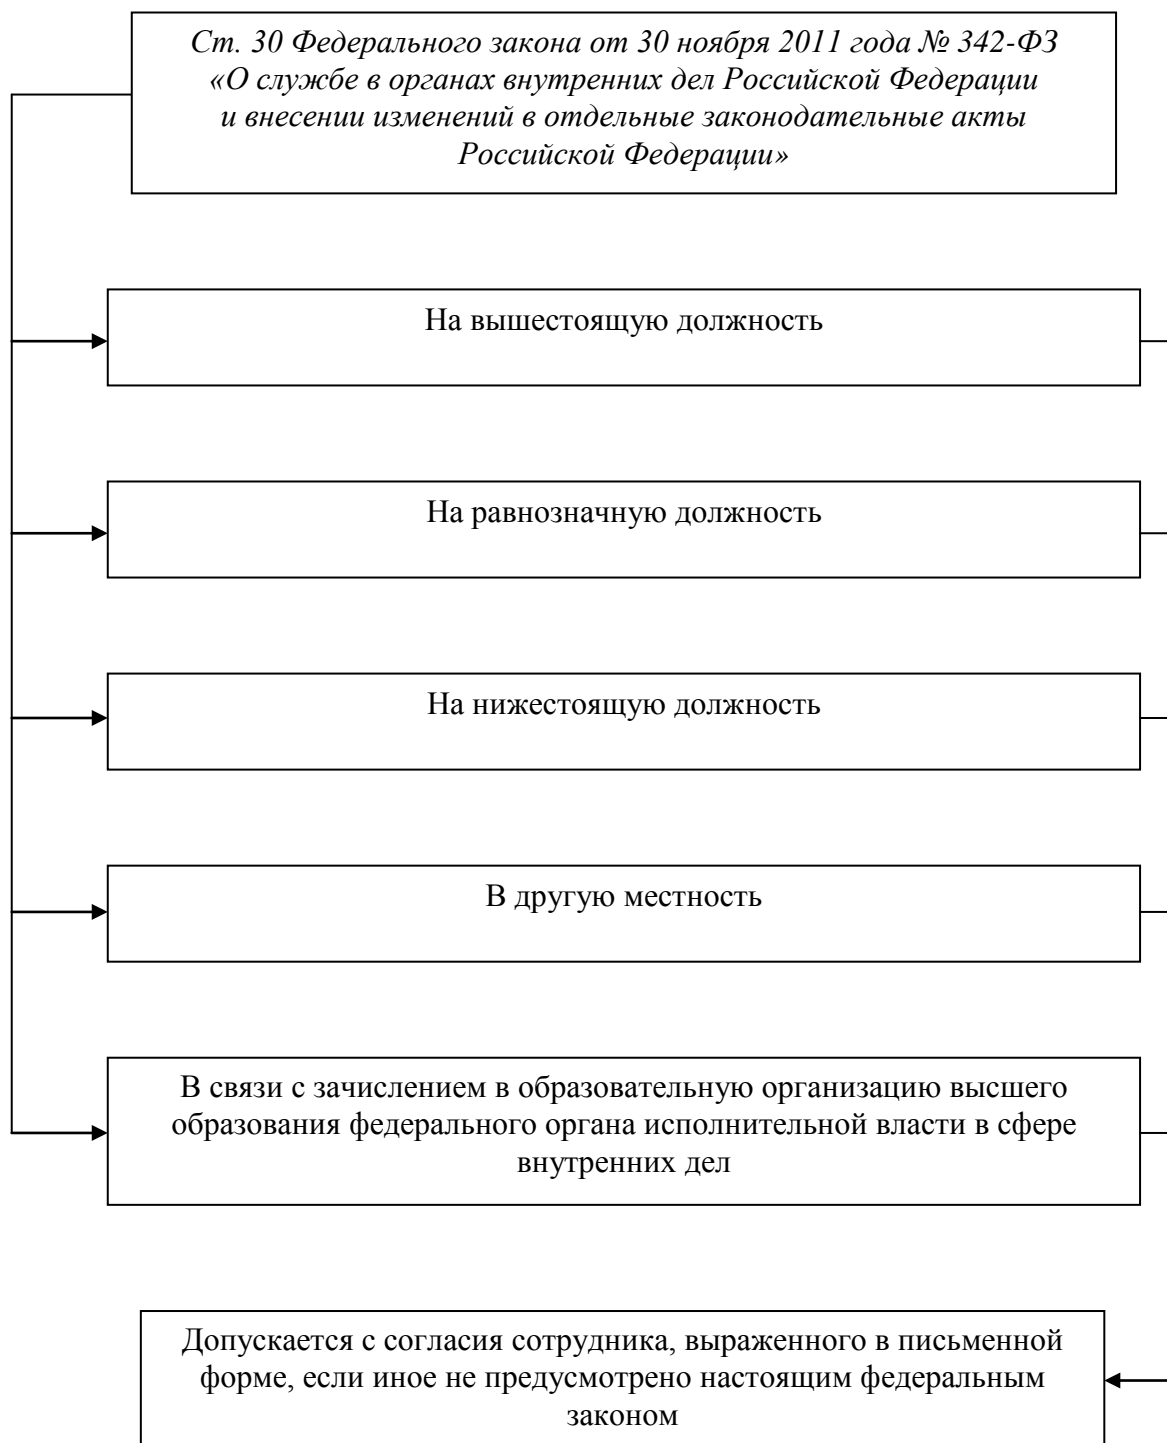 Ст. 30 Федерального закона от 30 ноября 2011 года № 342-ФЗ
«О службе в органах внутренних дел Российской Федерации
и внесении изменений в отдельные законодательные акты
Российской Федерации»
На вышестоящую должность
На равнозначную должность
На нижестоящую должность
В другую местность
В связи с зачислением в образовательную организацию высшего
образования федерального органа исполнительной власти в сфере
внутренних дел
Допускается с согласия сотрудника, выраженного в письменной
форме, если иное не предусмотрено настоящим федеральным
законом